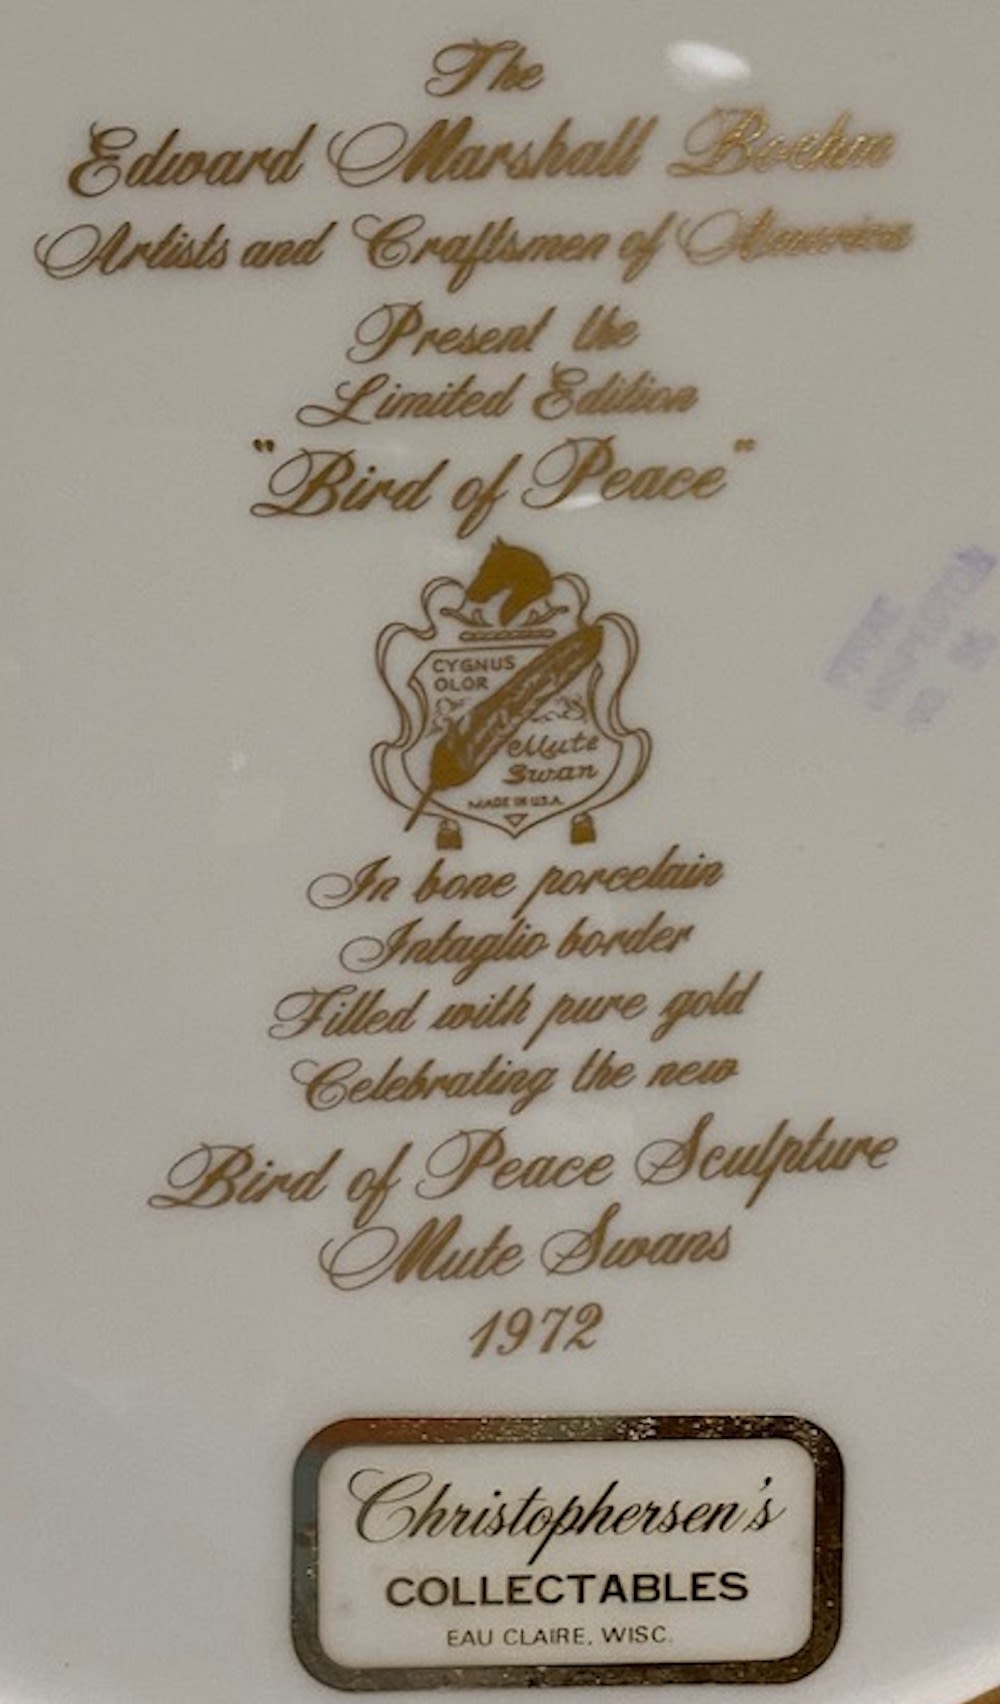 The
Edward Marshall Boehm
Artists and Craftsmen of America
Present the
Limited Edition
"Bird of Peace"
CYGNUS
OLOR
Mute
Swan
MADE IN U.S.A.
In bone porcelain
Intaglio border
Filled with pure gold
Celebrating the new
Bird of Peace Sculpture
Mute Swans
1972
Christophersen's
COLLECTABLES
EAU CLAIRE, WISC.